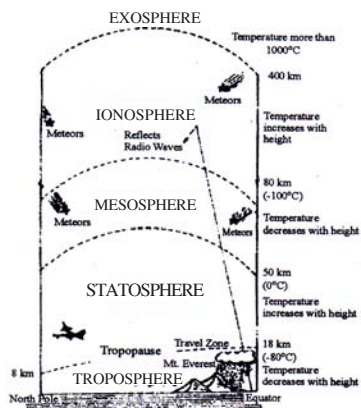 EXOSPHERE
Temperature more than
1000°C
400 km
Meteors
IONOSPHERE
Meteors
Reflects
Radio Waves
Temperature
increases with
height
80 km
(-100°C)
MESOSPHERE
Meteors
Meteors
Temperature
decreases with height
50 km
(0°C)
STATOSPHERE
Temperature
increases with height
Travel Zone
18 km
Tropopause
(-80°C)
Mt. Everest
8 km
TROPOSPHERE
Temperature
decreases with height
North Pole
Equator